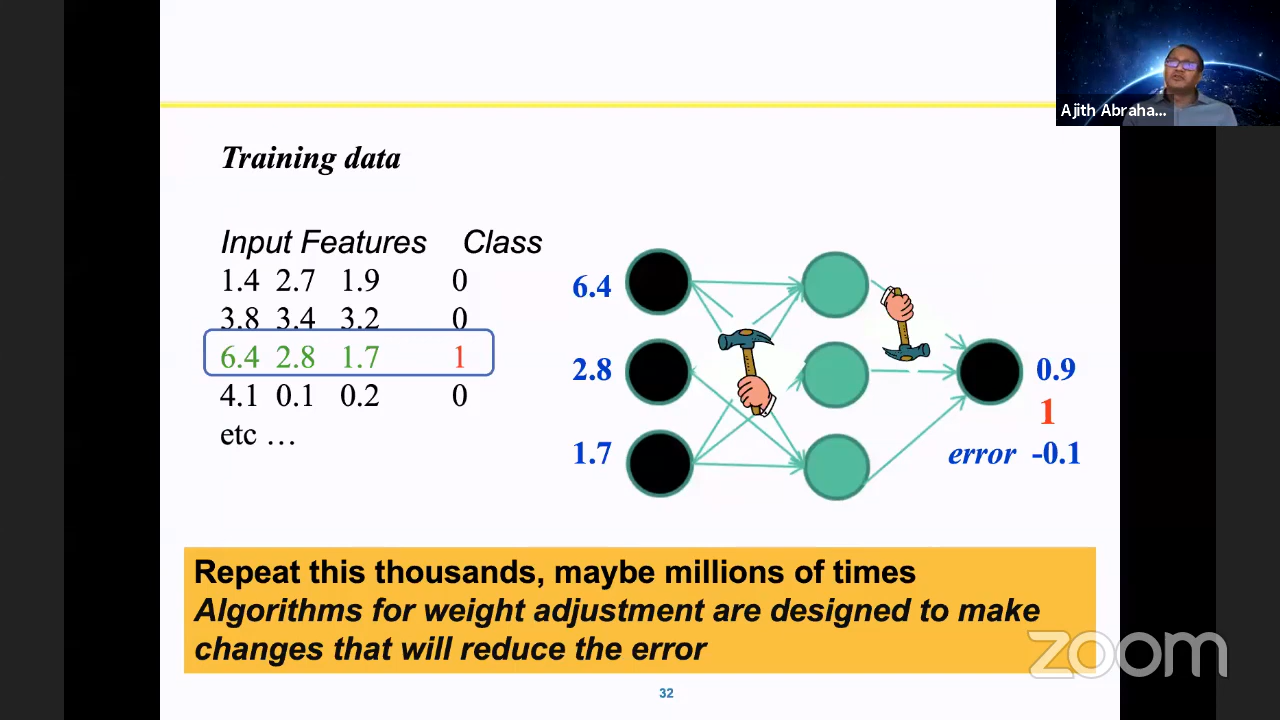 Ajith Abraha...
Training data
Input Features Class
1.4 2.7 1.9 0
3.8 3.4 3.2 0
6.4 2.8 1.7 1
4.1 0.1 0.2 0
etc …
6.4
2.8
1.7
0.9
1
error -0.1
Repeat this thousands, maybe millions of times
Algorithms for weight adjustment are designed to make
changes that will reduce the error
zoom
32